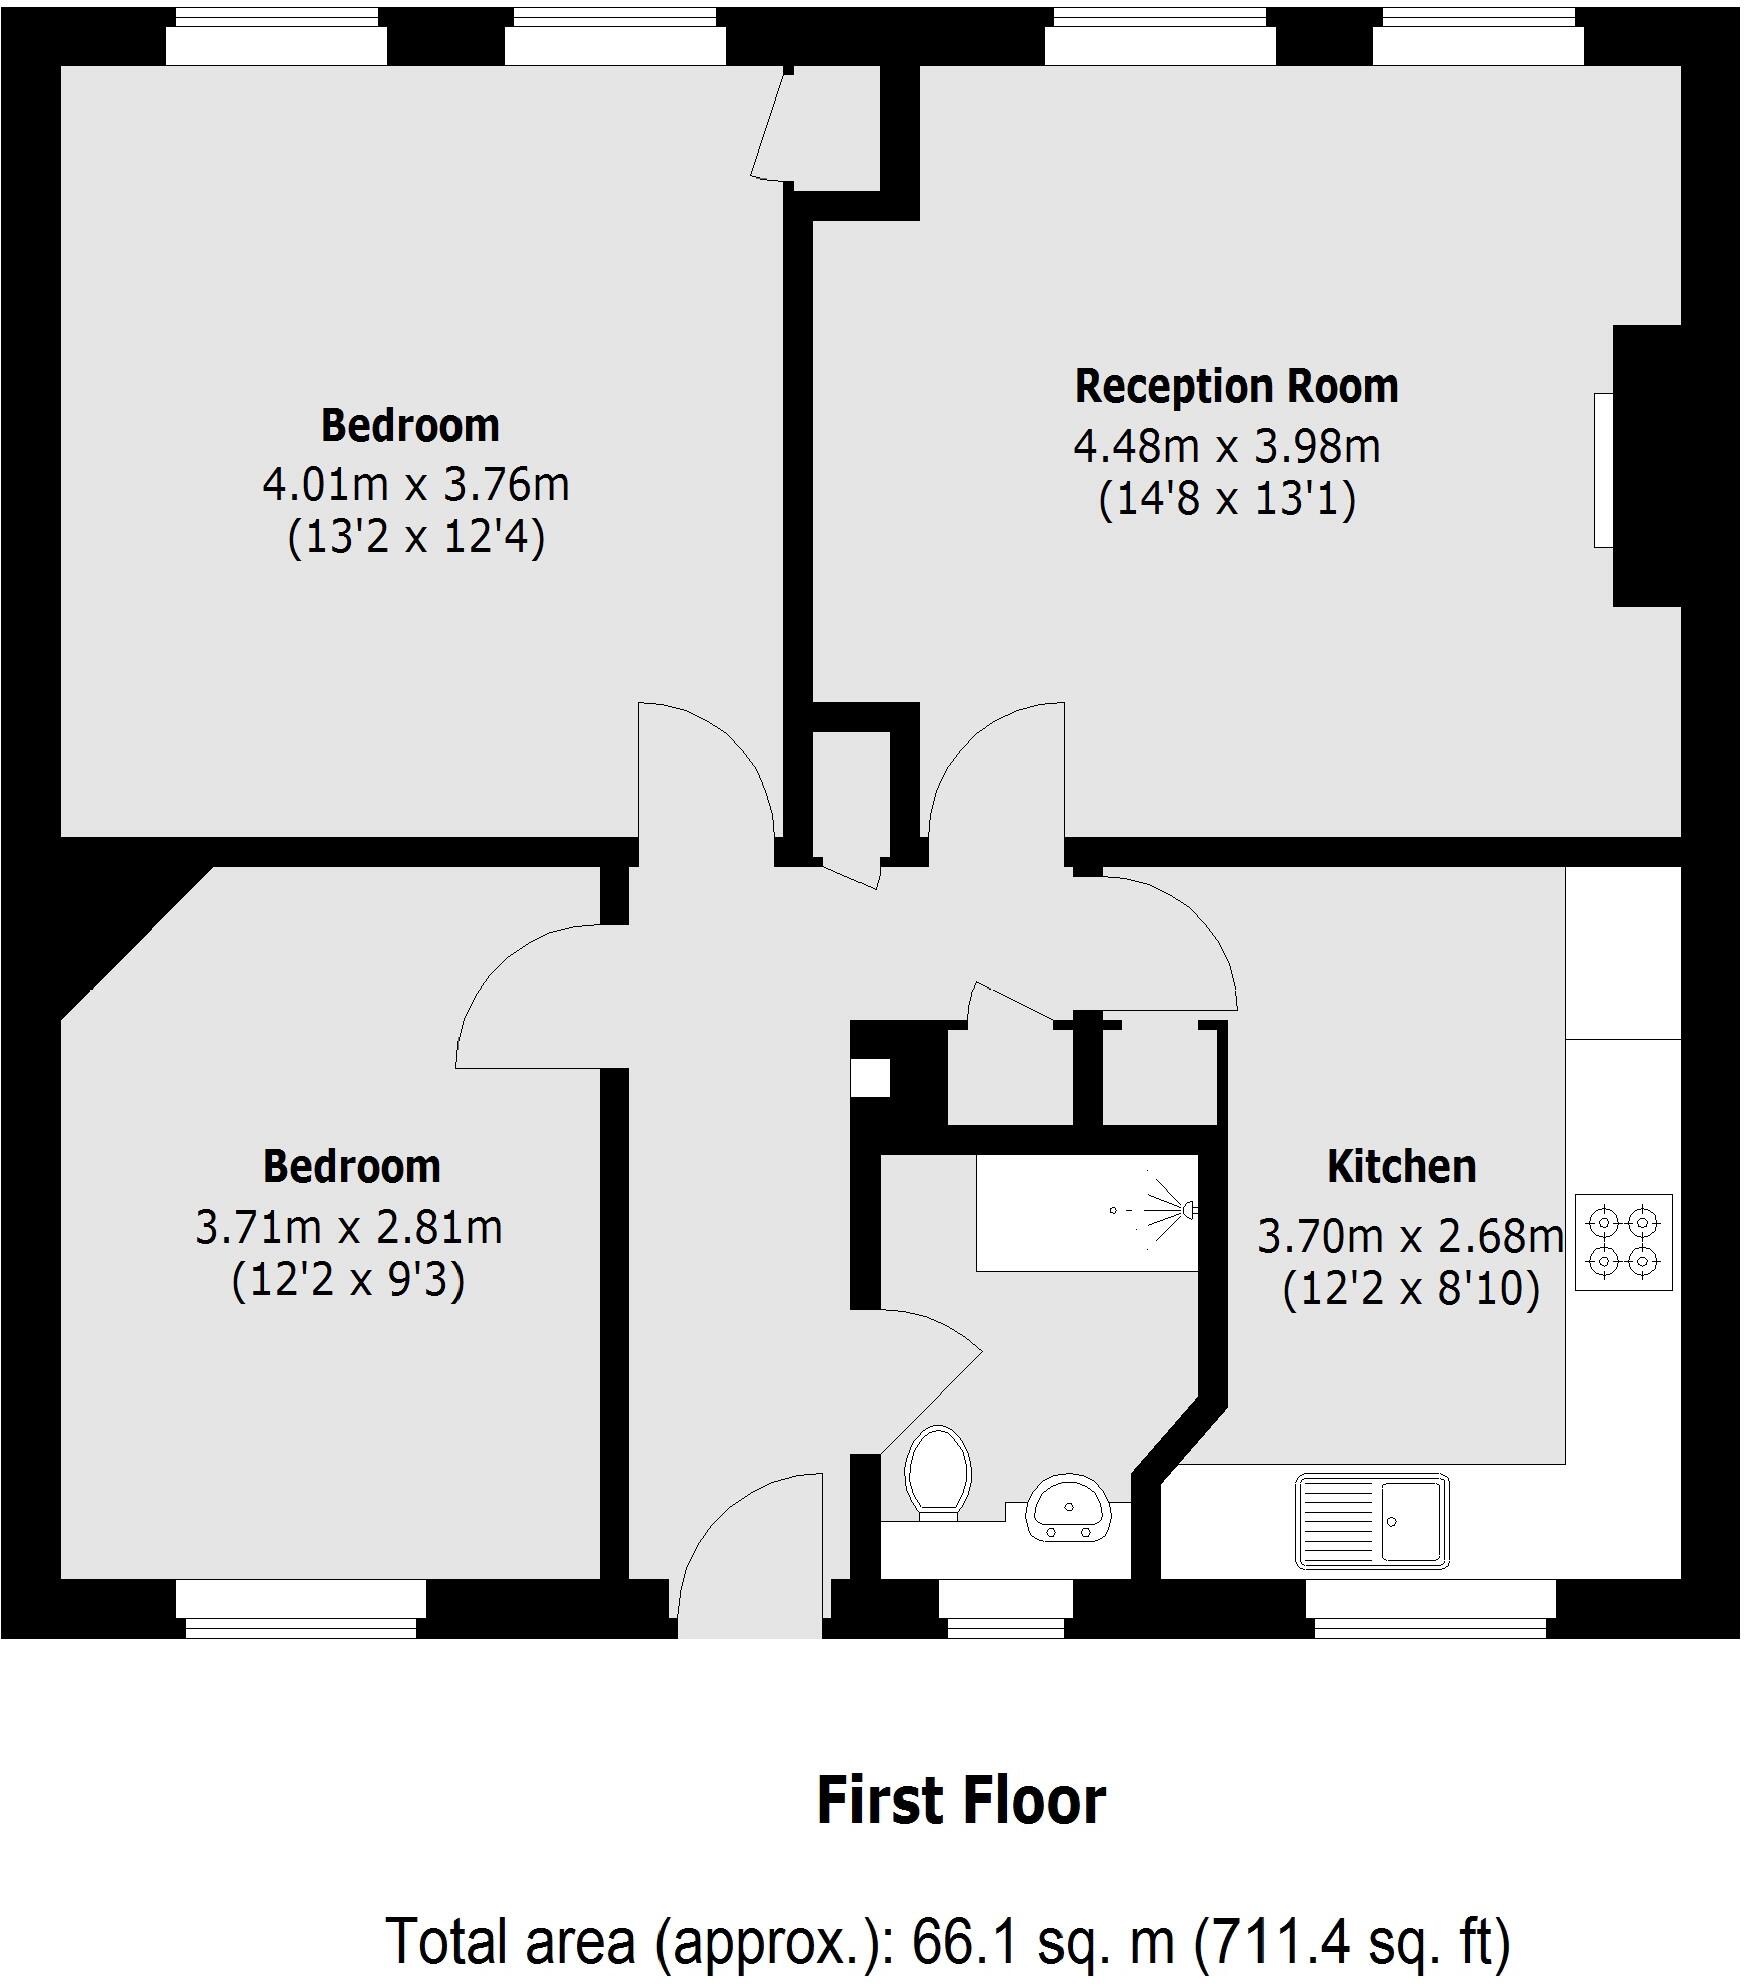 Reception Room
4.48m x 3.98m
(14'8 x 13'1)
Bedroom
4.01m x 3.76m
(13'2 x 12'4)
Bedroom
3.71m x 2.81m
(12'2 x 9'3)
Kitchen
3.70m x 2.68m
(12'2 x 8'10)
First Floor
Total area (approx.): 66.1 sq. m (711.4 sq. ft)